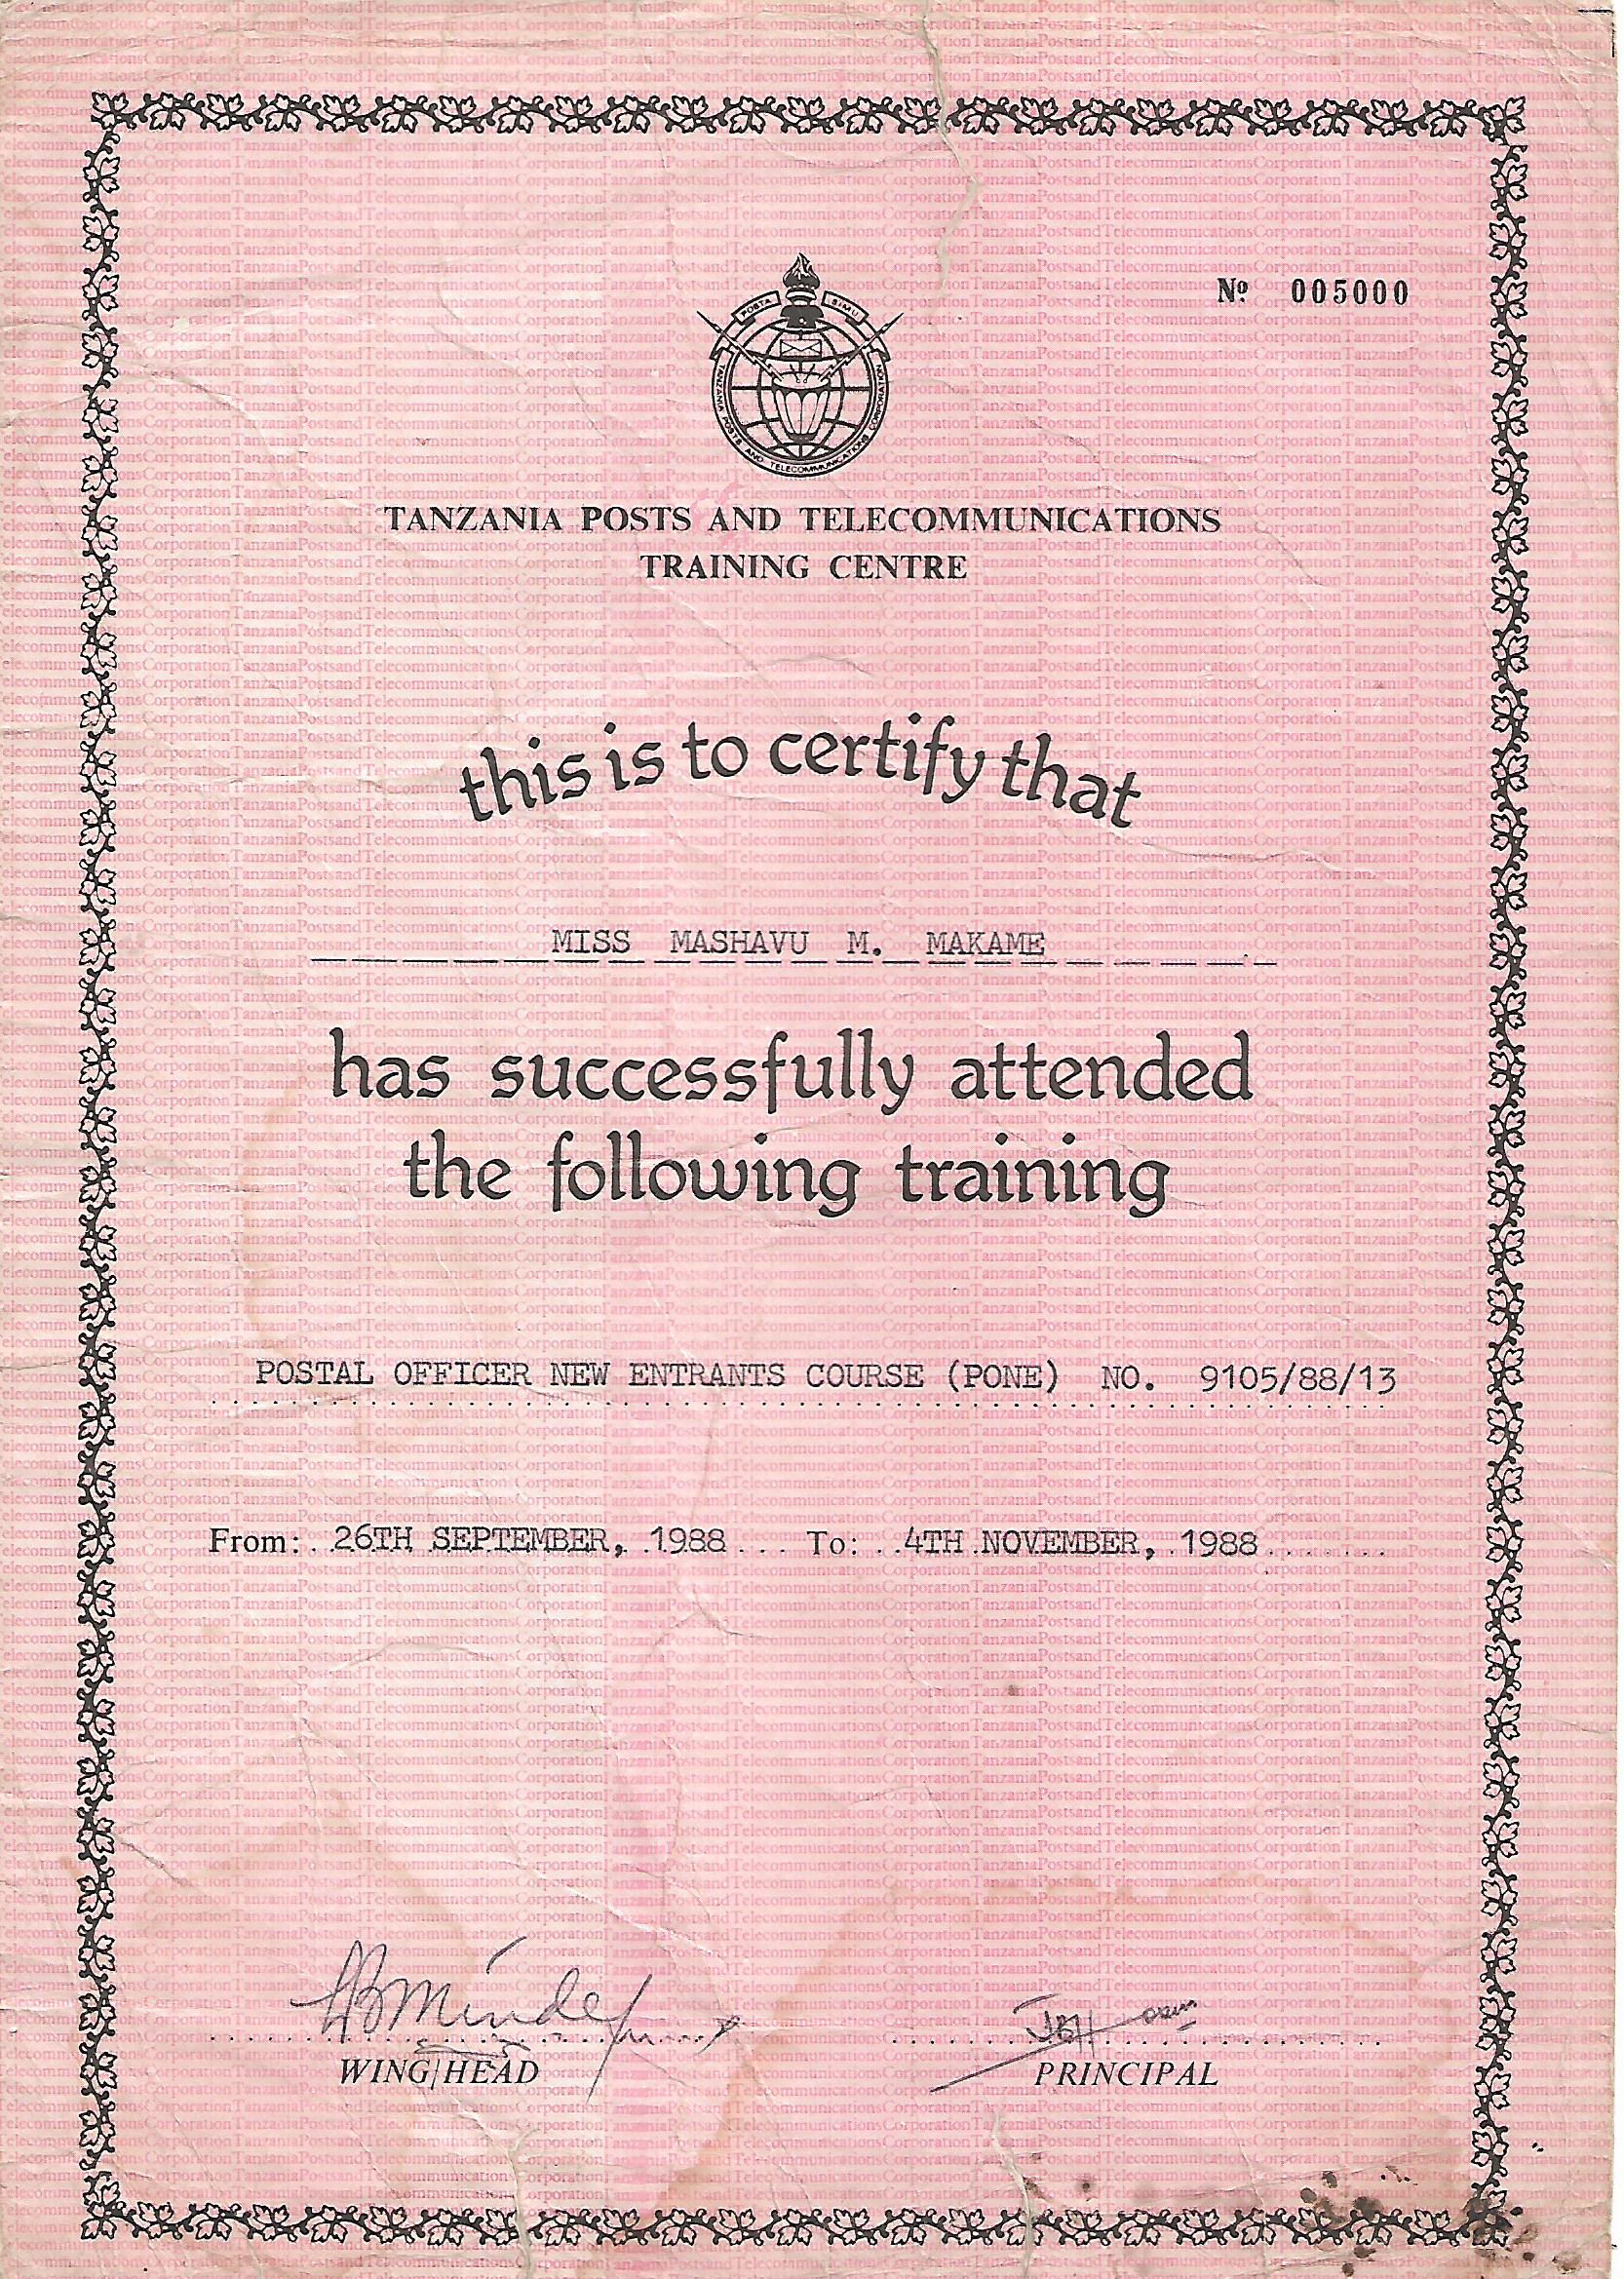 Nº 005000
POSTA SIMU
TANZANIA POSTS AND TELECOMMUNICATIONS CORPORATION
TANZANIA POSTS AND TELECOMMUNICATIONS
TRAINING CENTRE
this is to certify that
MISS MASHAVU M. MAKAME
has successfully attended
the following training
POSTAL OFFICER NEW ENTRANTS COURSE (PONE) NO. 9105/88/13
From: 26TH SEPTEMBER, 1988 To: 4TH NOVEMBER, 1988
WING/HEAD PRINCIPAL